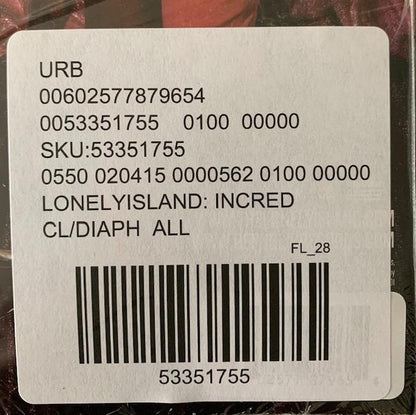 URB
00602577879654
0053351755 0100 00000
SKU:53351755
0550 020415 0000562 0100 00000
LONELYISLAND: INCRED
CL/DIAPH ALL
FL_28
53351755